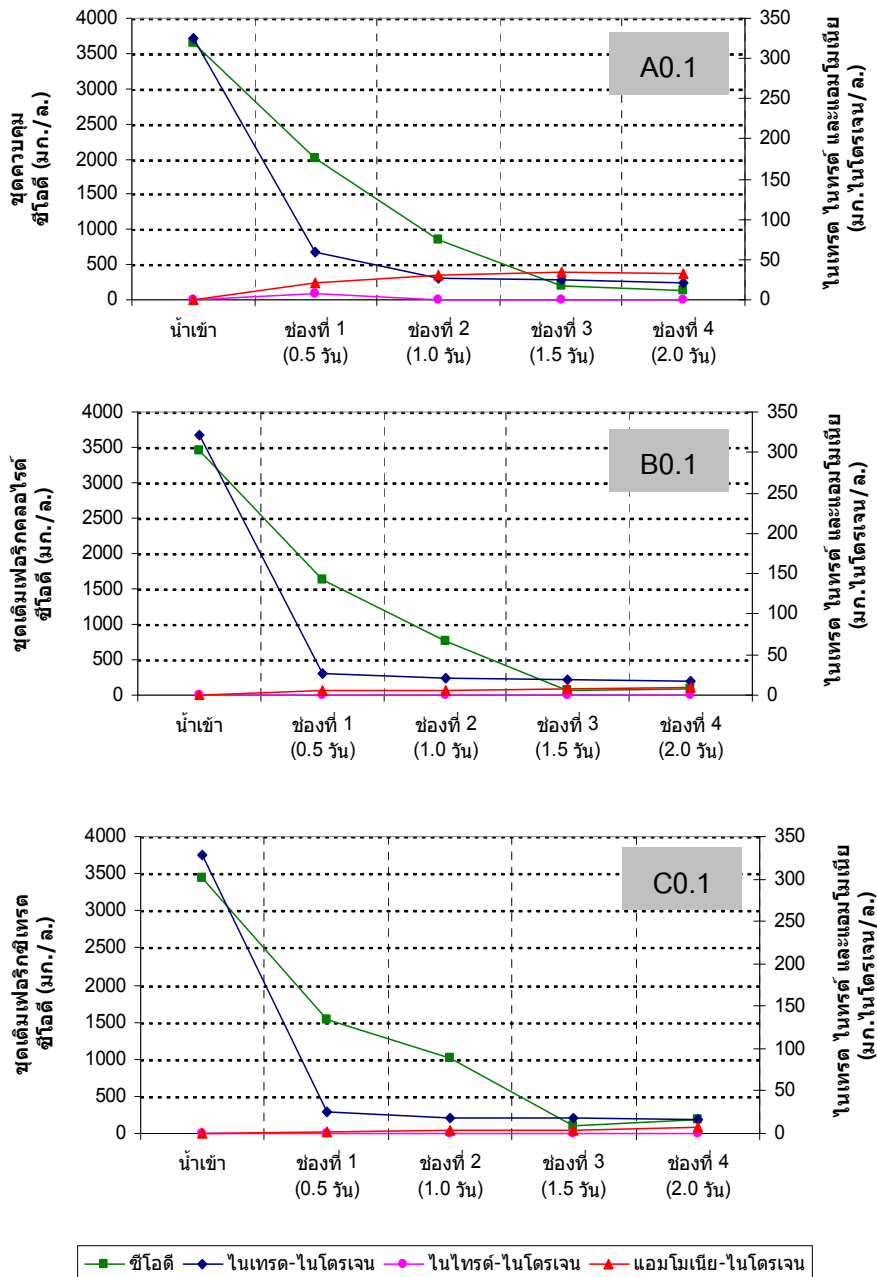 ชุดควบคุม
ซีโอดี (มก./ล.)
4000
3500
3000
2500
2000
1500
1000
500
0
A0.1
350
300
250
200
150
100
50
0
ไนเทรต ไนทรต์ และแอมโมเนีย
(มก.ไนโตรเจน/ล.)
น้ำเข้า
ช่องที่ 1
(0.5 วัน)
ช่องที่ 2
(1.0 วัน)
ช่องที่ 3
(1.5 วัน)
ช่องที่ 4
(2.0 วัน)
ชุดเติมเฟอริกคลอไรด์
ซีโอดี (มก./ล.)
4000
3500
3000
2500
2000
1500
1000
500
0
B0.1
350
300
250
200
150
100
50
0
ไนเทรต ไนทรต์ และแอมโมเนีย
(มก.ไนโตรเจน/ล.)
น้ำเข้า
ช่องที่ 1
(0.5 วัน)
ช่องที่ 2
(1.0 วัน)
ช่องที่ 3
(1.5 วัน)
ช่องที่ 4
(2.0 วัน)
ชุดเติมเฟอริกซิเทรต
ซีโอดี (มก./ล.)
4000
3500
3000
2500
2000
1500
1000
500
0
C0.1
350
300
250
200
150
100
50
0
ไนเทรต ไนทรต์ และแอมโมเนีย
(มก.ไนโตรเจน/ล.)
น้ำเข้า
ช่องที่ 1
(0.5 วัน)
ช่องที่ 2
(1.0 วัน)
ช่องที่ 3
(1.5 วัน)
ช่องที่ 4
(2.0 วัน)
ซีโอดี ไนเทรต-ไนโตรเจน ไนไทรต์-ไนโตรเจน แอมโมเนีย-ไนโตรเจน